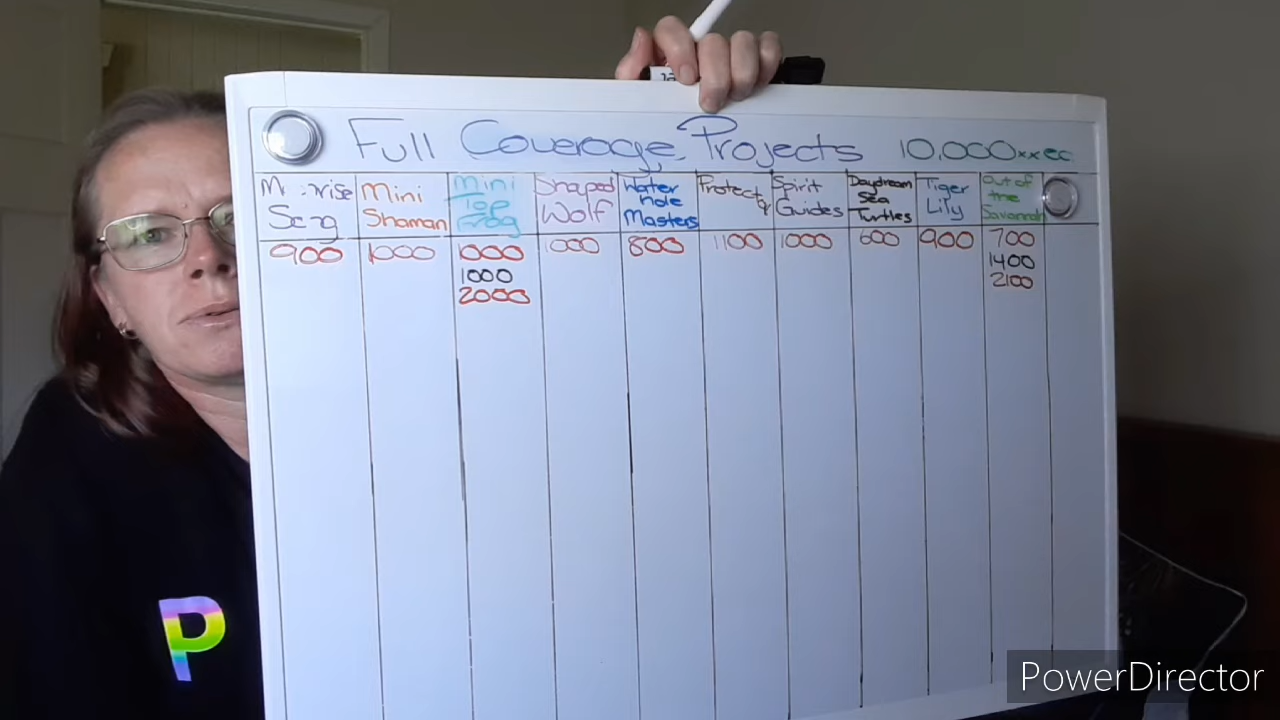 Full Coverage Projects 10,000xx ec
Mini
Shaman
Mini
Top
Frog
Shaped
Wolf
Water
hole
Masters
Spirit
Guides
Daydream
Sea
Turtles
Tiger
Lily
Out of
the
Savannah
900 1000 1000 1000 800 1100 1000 600 900 700
1000 1400
2000 2100
P
PowerDirector